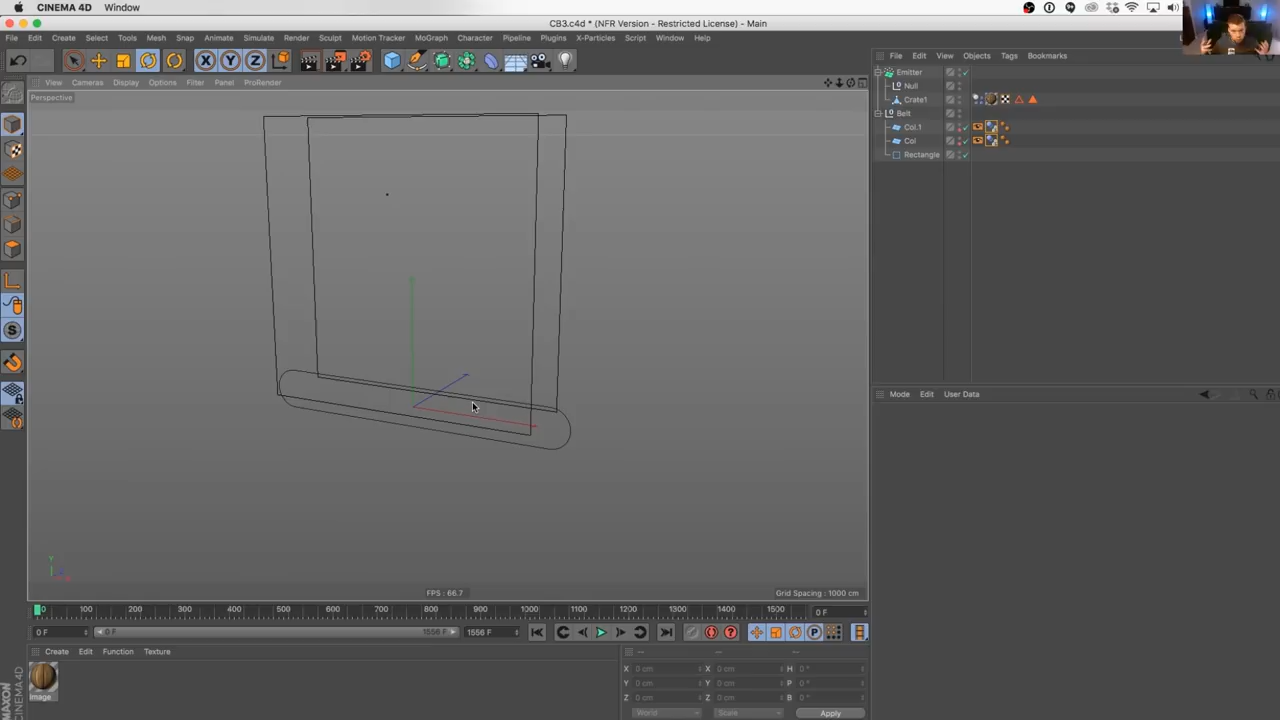 CINEMA 4D Window
CB3.c4d * (NFR Version - Restricted License) - Main
File Edit Create Select Tools Mesh Snap Animate Simulate Render Sculpt Motion Tracker MoGraph Character Pipeline Plugins X-Particles Script Window Help
X Y Z
File Edit View Objects Tags Bookmarks
View Cameras Display Options Filter Panel ProRender
Perspective
Emitter
Null
Crate1
Belt
Col.1
Col
Rectangle
Mode Edit User Data
Y
FPS : 66.7
Grid Spacing : 1000 cm
0 100 200 300 400 500 600 700 800 900 1000 1100 1200 1300 1400 1500 0 F
0 F 0 F 1556 F 1556 F
Create Edit Function Texture
-- -- --
Image
X 0 cm X 0 cm H 0 °
Y 0 cm Y 0 cm P 0 °
Z 0 cm Z 0 cm B 0 °
World Apply
MAXON
CINEMA 4D